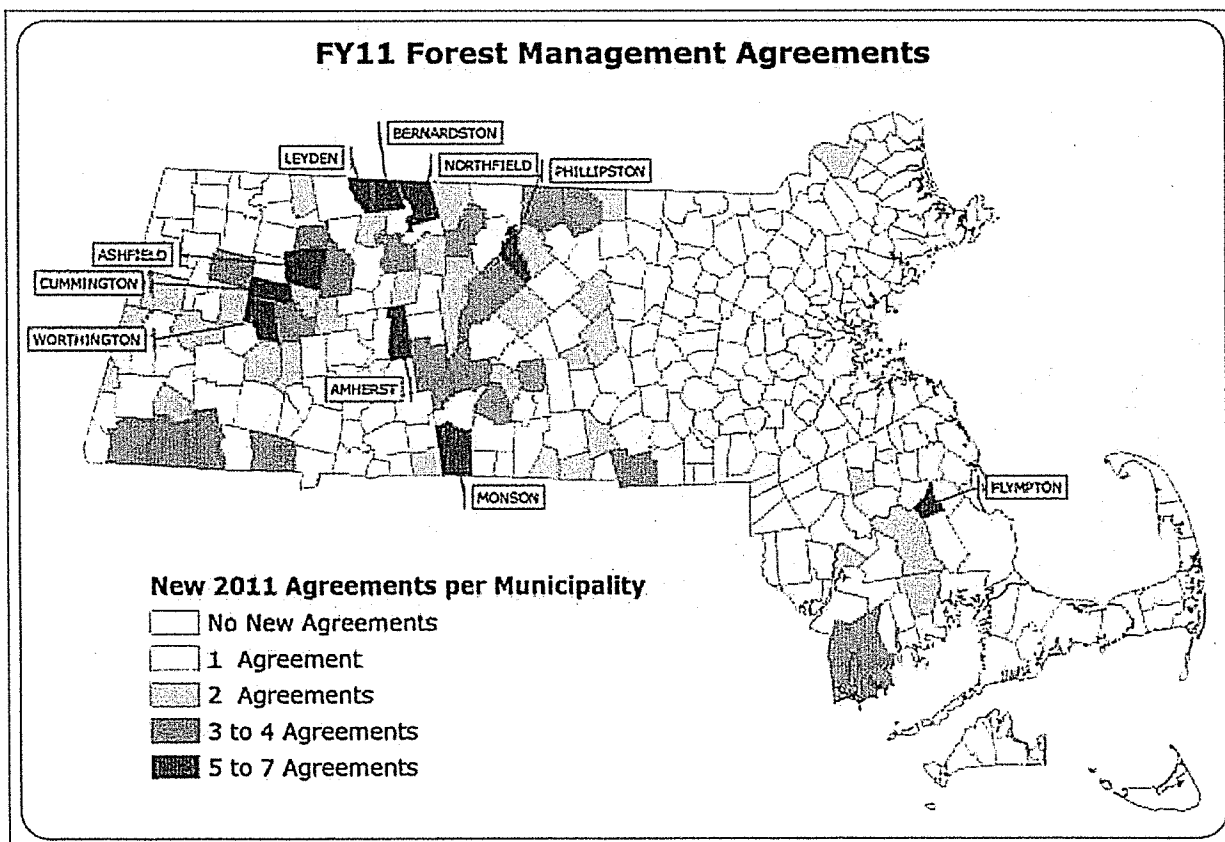 FY11 Forest Management Agreements
BERNARDSTON
LEYDEN
NORTHFIELD
PHILLIPSTON
ASHFIELD
CUMMINGTON
WORTHINGTON
AMHERST
MONSON
PLYMPTON
New 2011 Agreements per Municipality
No New Agreements
1 Agreement
2 Agreements
3 to 4 Agreements
5 to 7 Agreements